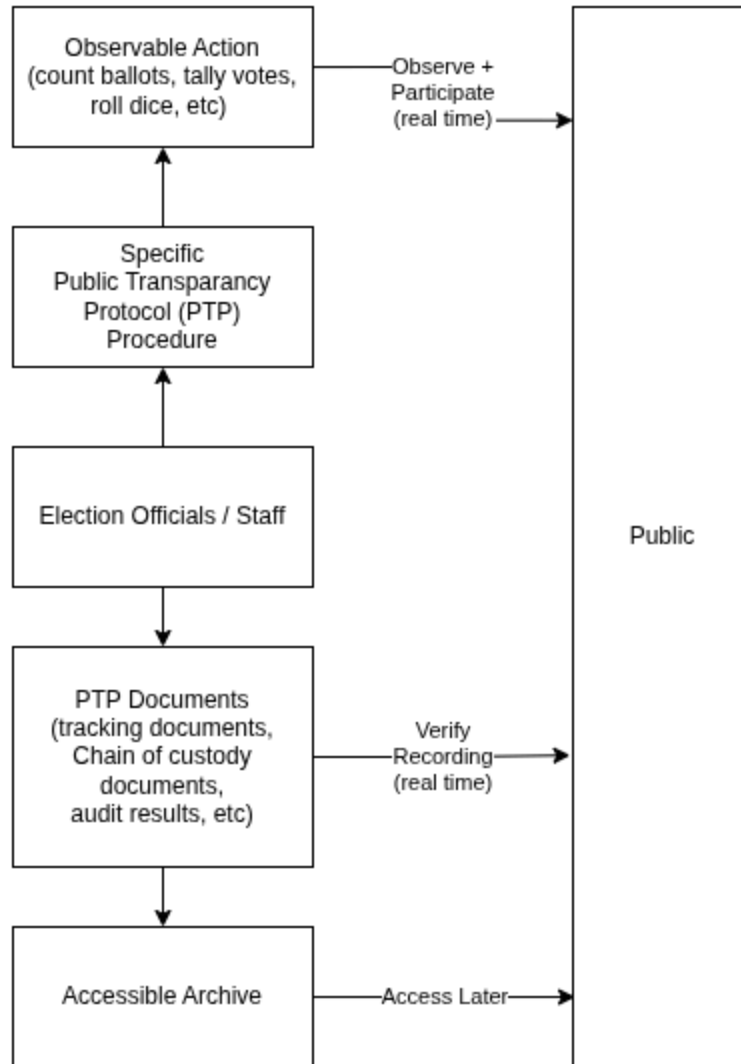 Observable Action
(count ballots, tally votes,
roll dice, etc)
Observe +
Participate
(real time)
Specific
Public Transparancy
Protocol (PTP)
Procedure
Election Officials / Staff
Public
PTP Documents
(tracking documents,
Chain of custody
documents,
audit results, etc)
Verify
Recording
(real time)
Accessible Archive
Access Later